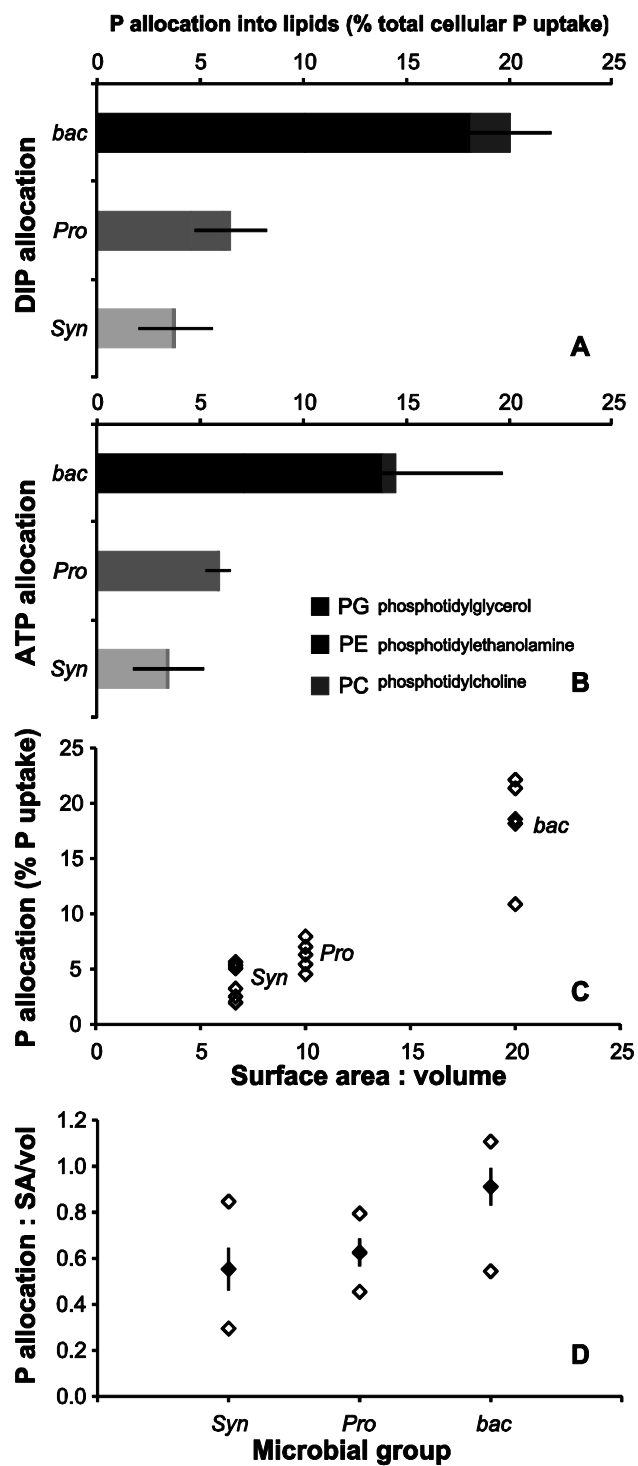 P allocation into lipids (% total cellular P uptake)
0 5 10 15 20 25
DIP allocation
bac
Pro
Syn
A
0 5 10 15 20 25
ATP allocation
bac
Pro
Syn
PG phosphotidylglycerol
PE phosphotidylethanolamine
PC phosphotidylcholine
B
P allocation (% P uptake)
25
20
15
10
5
0
bac
Pro
Syn
C
0 5 10 15 20 25
Surface area : volume
P allocation : SA/vol
1.2
1.0
0.8
0.6
0.4
0.2
0.0
D
Syn Pro bac
Microbial group